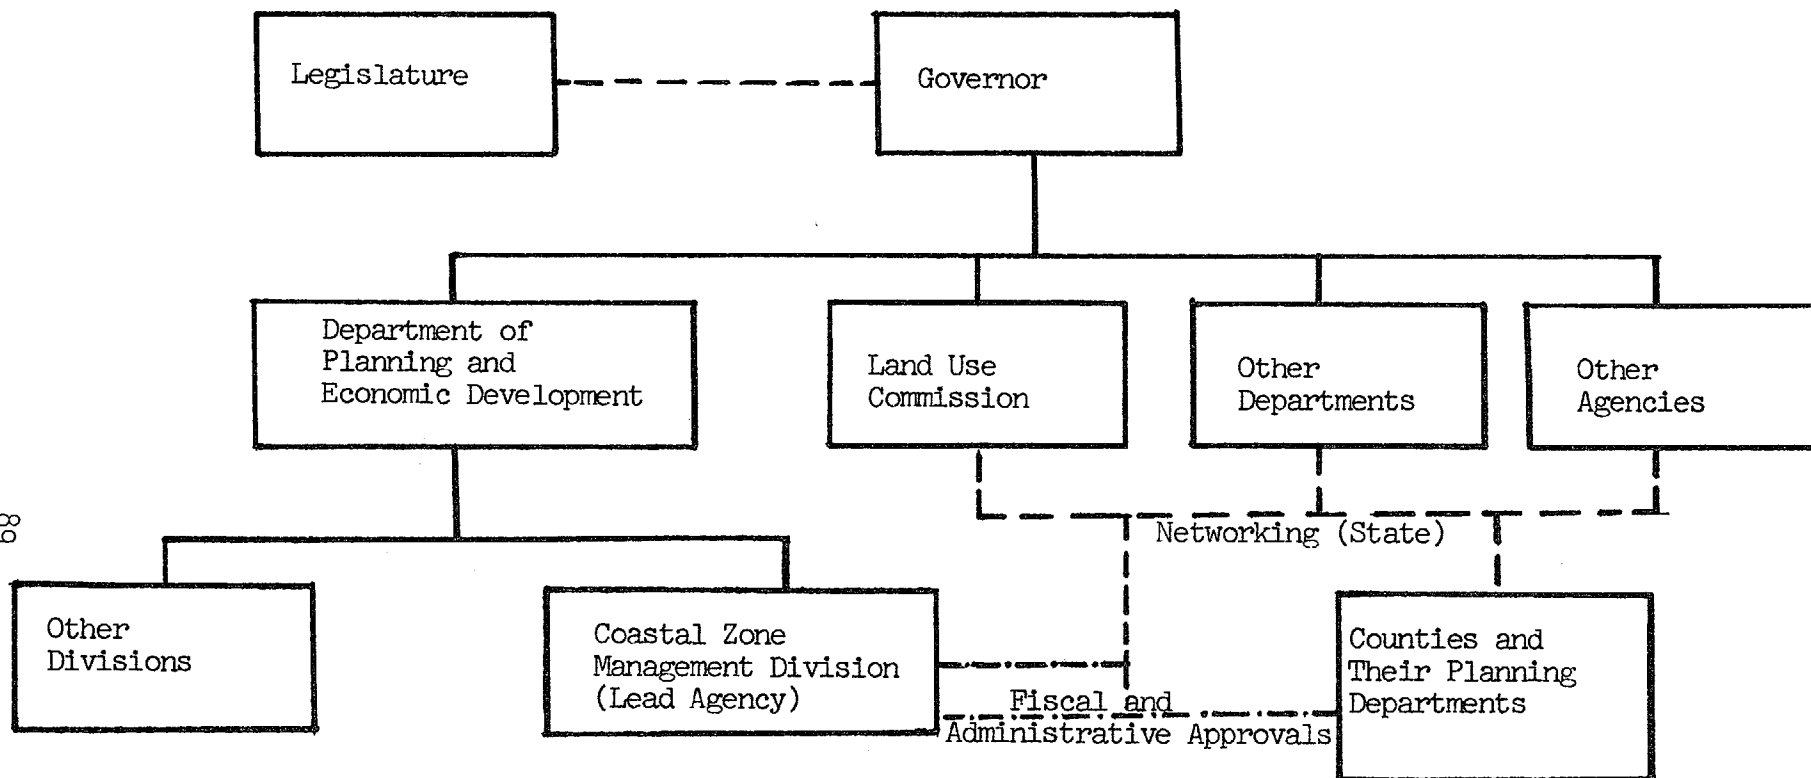 Legislature
Governor
Department of
Planning and
Economic Development
Land Use
Commission
Other
Departments
Other
Agencies
Networking (State)
Other
Divisions
Coastal Zone
Management Division
(Lead Agency)
Fiscal and
Administrative Approvals
Counties and
Their Planning
Departments
89